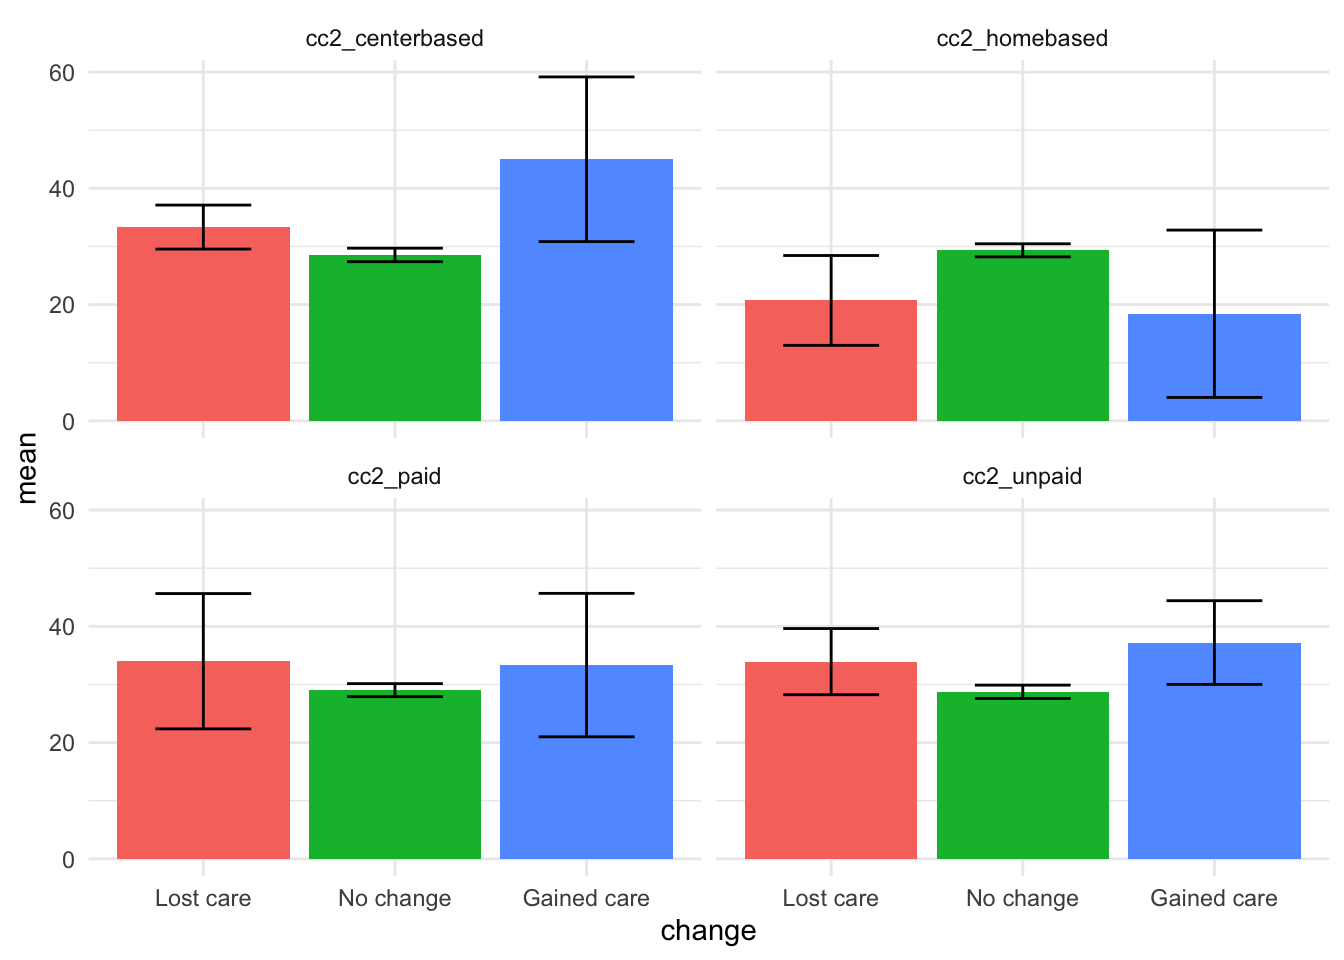 cc2_centerbased
cc2_homebased
60
40
20
0
cc2_paid
cc2_unpaid
60
40
20
0
mean
Lost care
No change
Gained care
Lost care
No change
Gained care
change